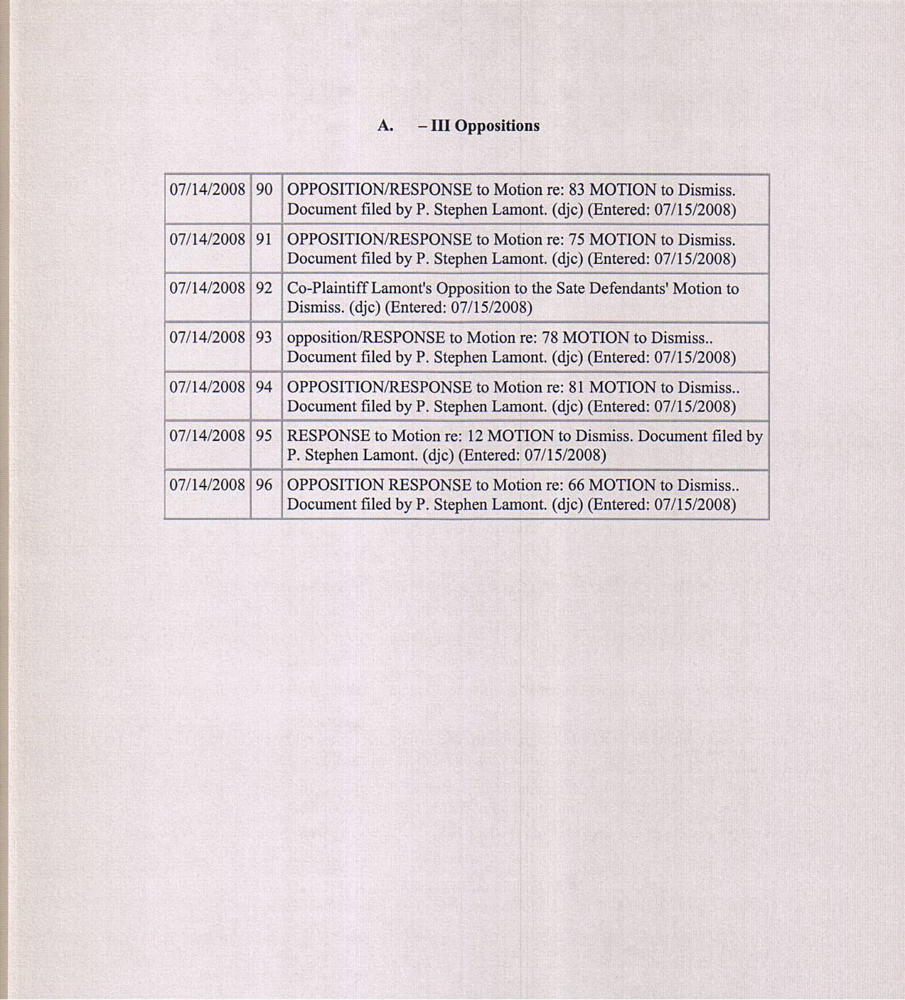 A. – III Oppositions
07/14/2008 90 OPPOSITION/RESPONSE to Motion re: 83 MOTION to Dismiss.
Document filed by P. Stephen Lamont. (djc) (Entered: 07/15/2008)
07/14/2008 91 OPPOSITION/RESPONSE to Motion re: 75 MOTION to Dismiss.
Document filed by P. Stephen Lamont. (djc) (Entered: 07/15/2008)
07/14/2008 92 Co-Plaintiff Lamont's Opposition to the Sate Defendants' Motion to
Dismiss. (djc) (Entered: 07/15/2008)
07/14/2008 93 opposition/RESPONSE to Motion re: 78 MOTION to Dismiss..
Document filed by P. Stephen Lamont. (djc) (Entered: 07/15/2008)
07/14/2008 94 OPPOSITION/RESPONSE to Motion re: 81 MOTION to Dismiss..
Document filed by P. Stephen Lamont. (djc) (Entered: 07/15/2008)
07/14/2008 95 RESPONSE to Motion re: 12 MOTION to Dismiss. Document filed by
P. Stephen Lamont. (djc) (Entered: 07/15/2008)
07/14/2008 96 OPPOSITION RESPONSE to Motion re: 66 MOTION to Dismiss..
Document filed by P. Stephen Lamont. (djc) (Entered: 07/15/2008)